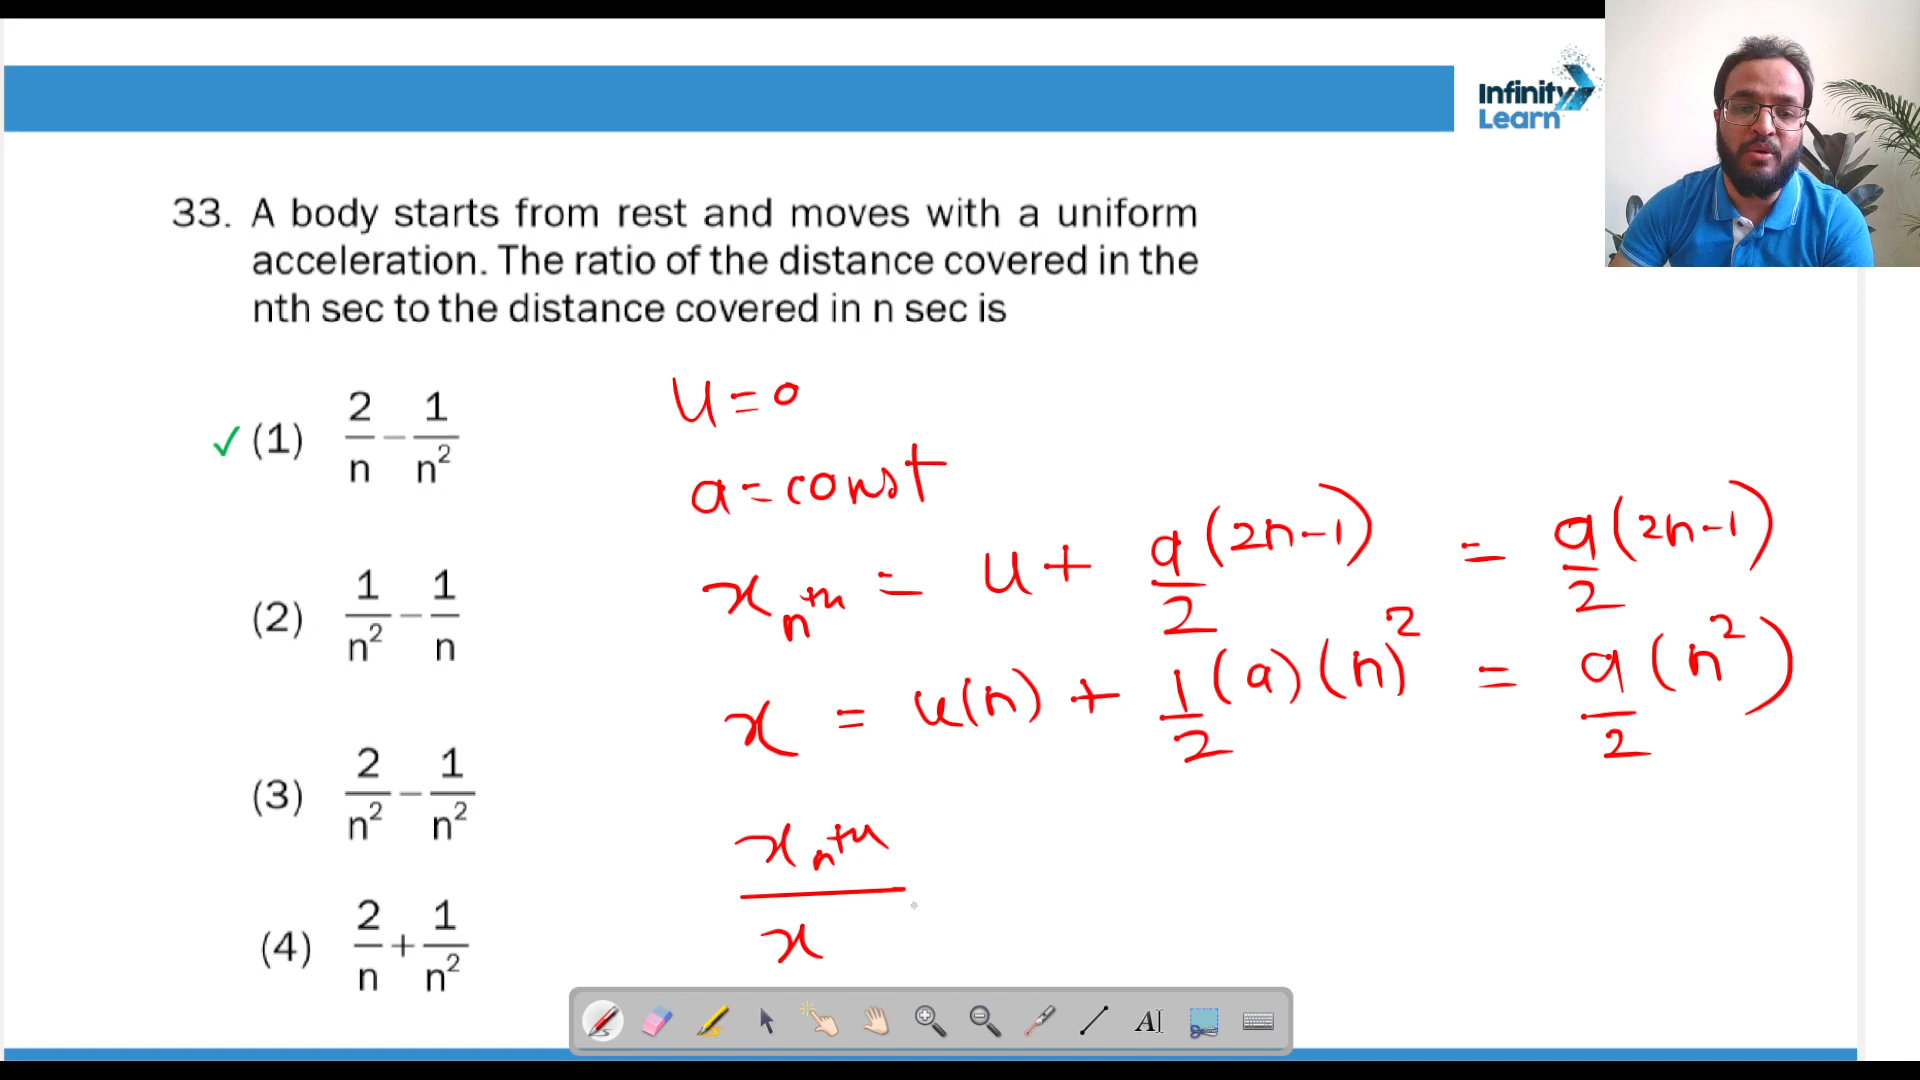 Infinity
Learn
33. A body starts from rest and moves with a uniform
acceleration. The ratio of the distance covered in the
nth sec to the distance covered in n sec is
✓ (1) 2/n − 1/n²
(2) 1/n² − 1/n
(3) 2/n² − 1/n²
(4) 2/n + 1/n²
u = 0
a = const
x_nth = u + a/2 (2n-1) = a/2 (2n-1)
x = u(n) + 1/2 (a)(n)² = a/2 (n²)
x_nth / x
AI